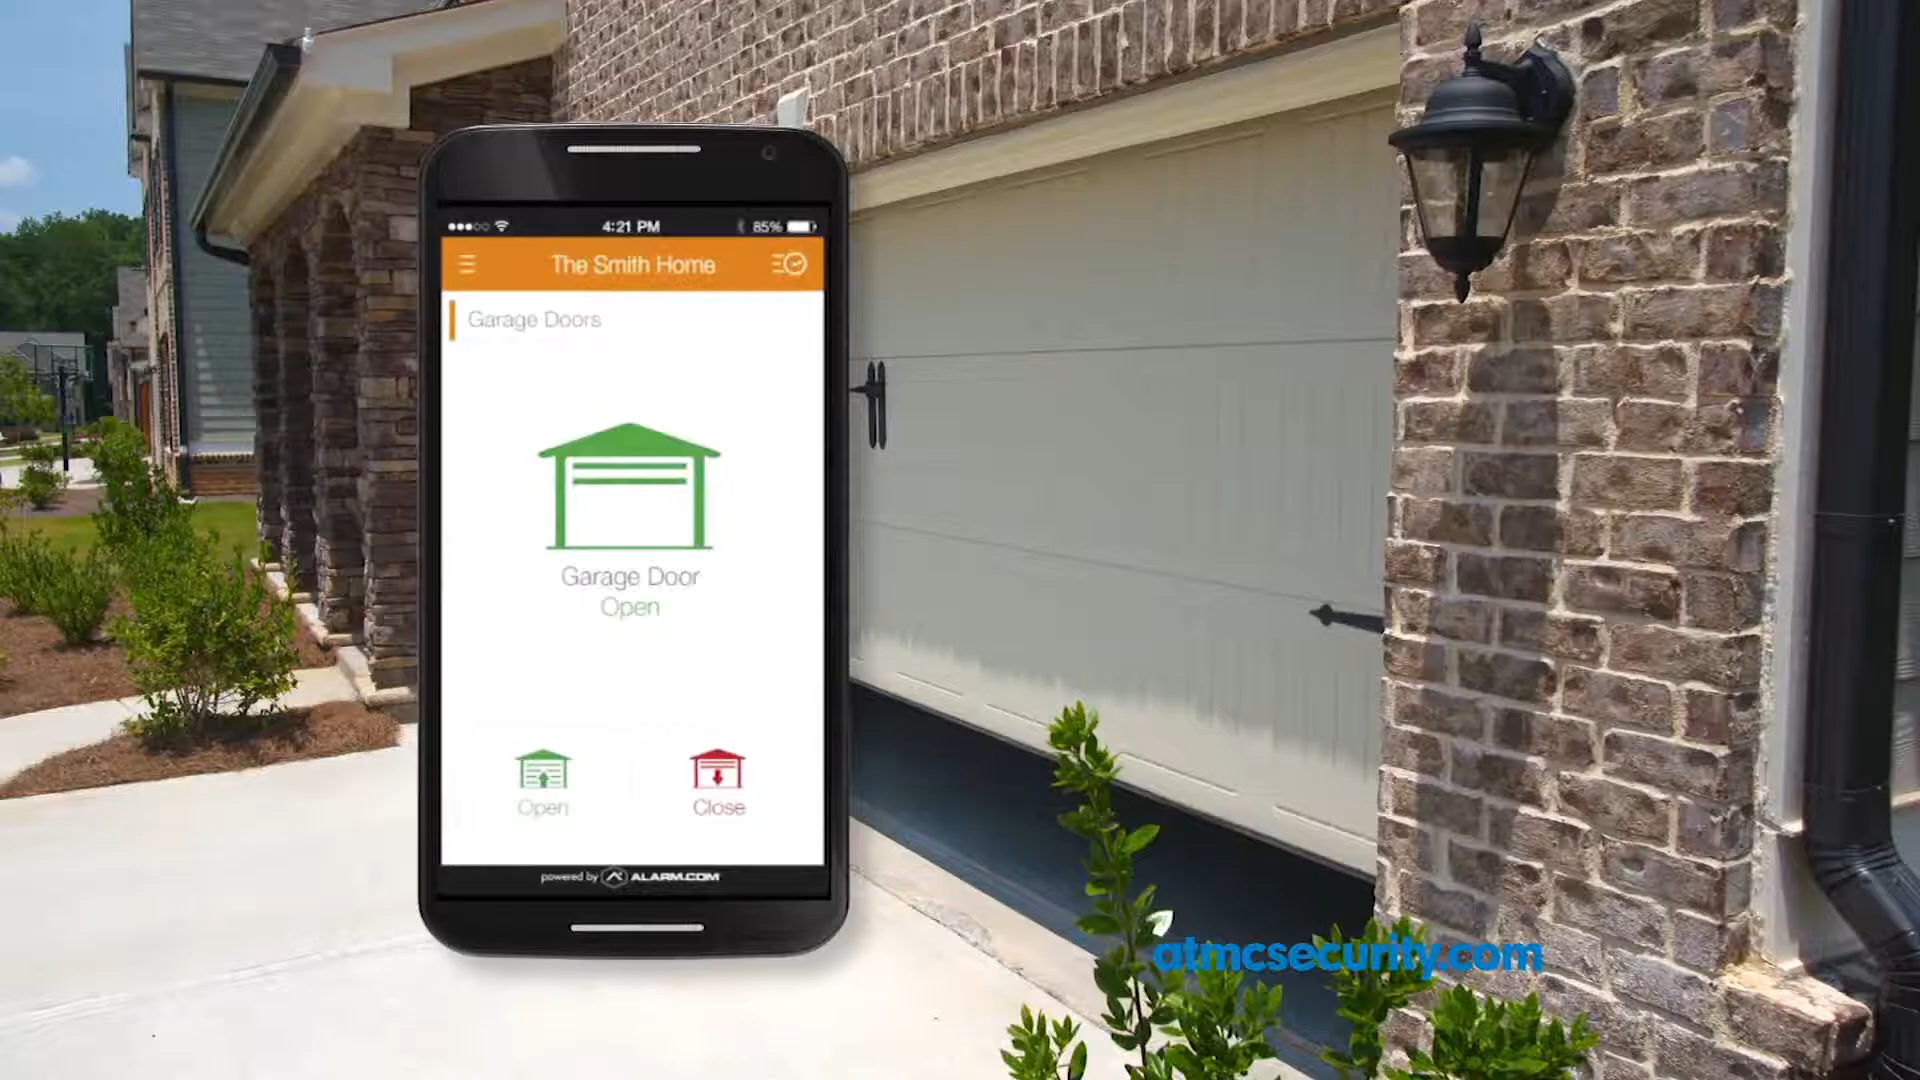 4:21 PM
85%
The Smith Home
Garage Doors
Garage Door
Open
Open
Close
powered by ALARM.COM
atmcsecurity.com